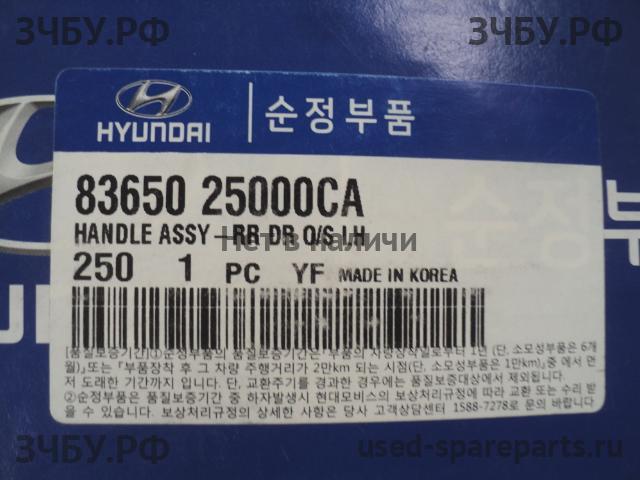 ЗЧБУ.РФ
ЗЧБУ.РФ
HYUNDAI
순정부품
83650 25000CA
HANDLE ASSY -RR DR O/S LH
Нет в наличи
250 1 PC YF MADE IN KOREA
[품질보증기간]①순정부품의 품질보증기간은 부품의 차량장착일로부터 1년 (단, 소모성부품은 6개
월)」또는「부품장착 후 그 차량 주행거리가 2만km 되는 시점(단, 소모성부품은 1만km)」중 에서 먼
저 도래한 기간까지 입니다. 단, 교환주기를 경과한 경우에는 품질보증대상에서 제외됩니다.
②순정부품은 품질보증기간 중 하자발생시 현대모비스의 보상처리규정에 따라 교환 또는 수리 받
을 수 있습니다. 보상처리규정의 상세한 사항은 당사 고객상담센터 1588-7278로 문의 바랍니다
ЗЧБУ.РФ
ЗЧБУ.РФ
used-spareparts.ru